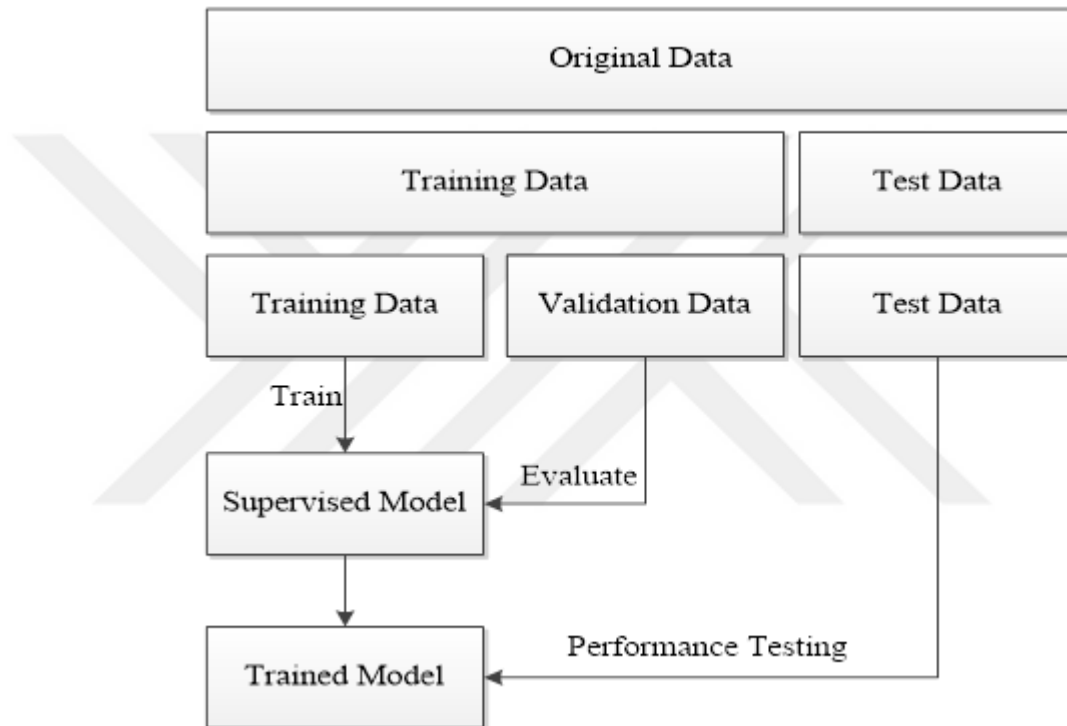 Original Data
Training Data
Test Data
Training Data
Validation Data
Test Data
Train
Evaluate
Supervised Model
Performance Testing
Trained Model